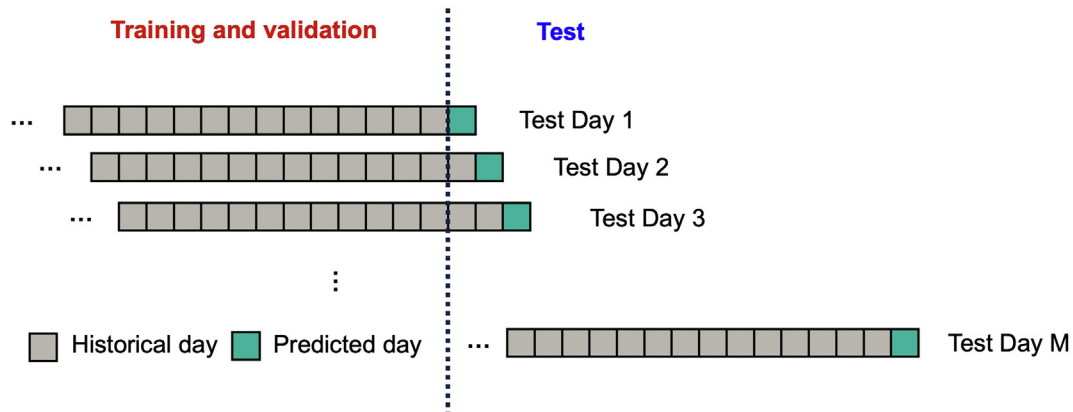 Training and validation
Test
... Test Day 1
... Test Day 2
... Test Day 3
⋮
Historical day Predicted day ... Test Day M